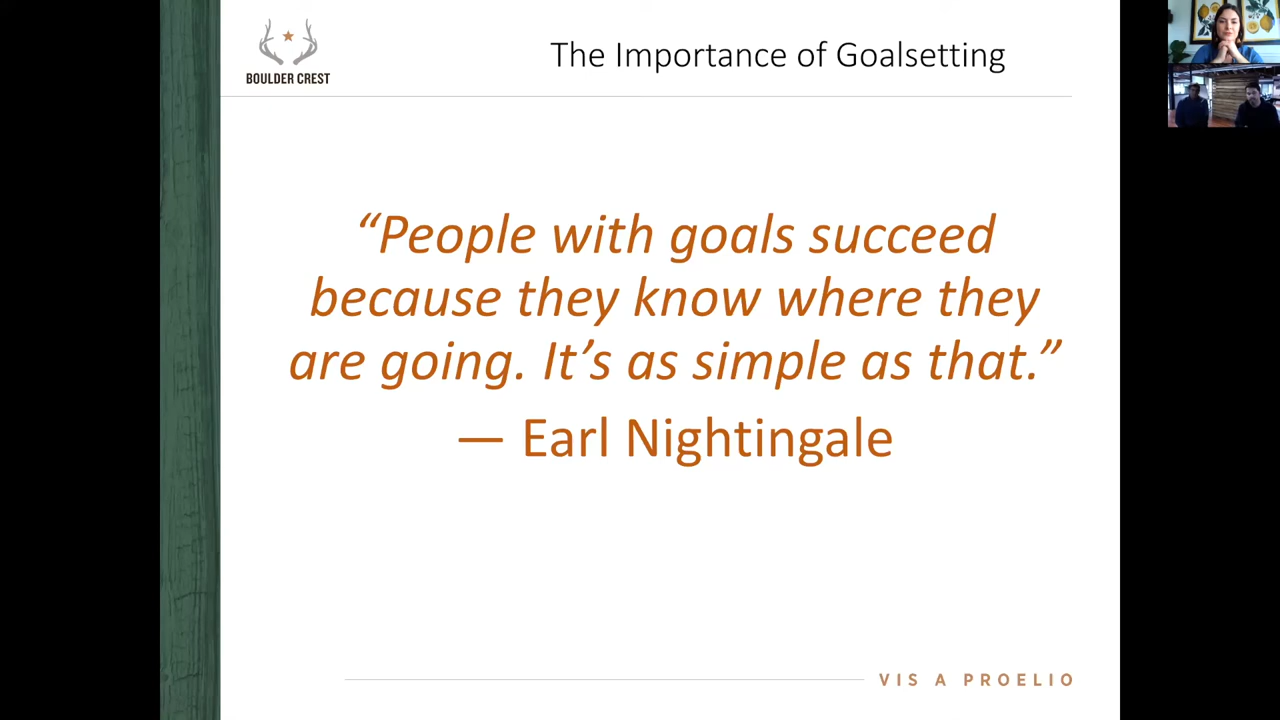 BOULDER CREST
The Importance of Goalsetting
“People with goals succeed
because they know where they
are going. It’s as simple as that.”
— Earl Nightingale
VIS A PROELIO